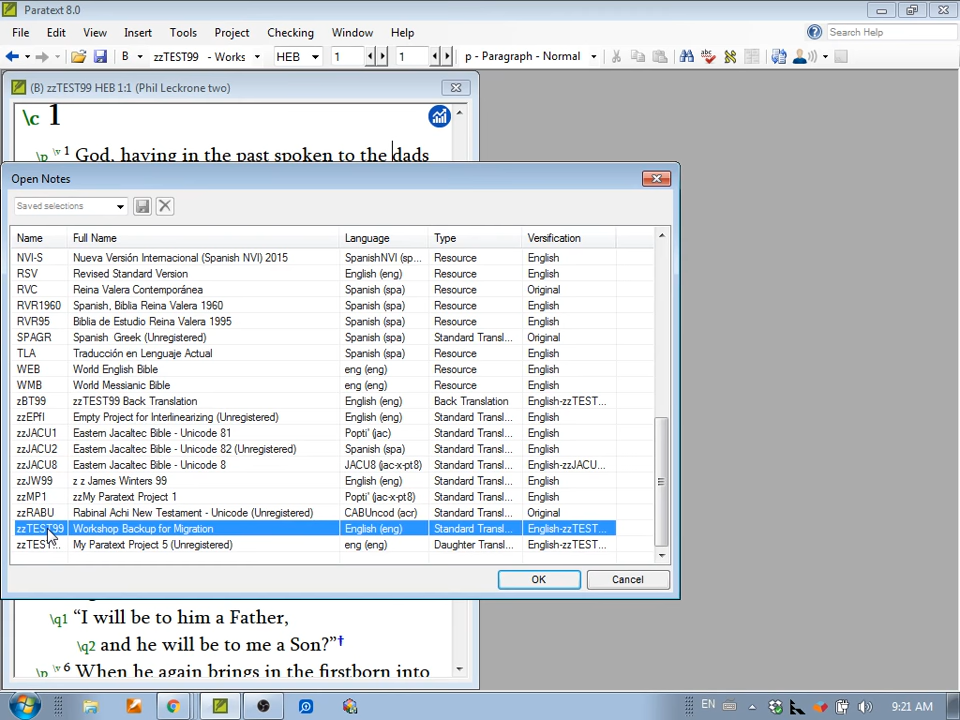 Paratext 8.0
File Edit View Insert Tools Project Checking Window Help
Search Help
B zzTEST99 - Works HEB 1 1 p - Paragraph - Normal
(B) zzTEST99 HEB 1:1 (Phil Leckrone two)
\c 1
\p \v 1 God, having in the past spoken to the dads
Open Notes
Saved selections
Name Full Name Language Type Versification
NVI-S Nueva Versión Internacional (Spanish NVI) 2015 SpanishNVI (sp... Resource English
RSV Revised Standard Version English (eng) Resource English
RVC Reina Valera Contemporánea Spanish (spa) Resource Original
RVR1960 Spanish, Biblia Reina Valera 1960 Spanish (spa) Resource English
RVR95 Biblia de Estudio Reina Valera 1995 Spanish (spa) Resource English
SPAGR Spanish Greek (Unregistered) Spanish (spa) Standard Transl... Original
TLA Traducción en Lenguaje Actual Spanish (spa) Resource English
WEB World English Bible eng (eng) Resource English
WMB World Messianic Bible eng (eng) Resource English
zBT99 zzTEST99 Back Translation English (eng) Back Translation English-zzTEST...
zzEPfI Empty Project for Interlinearizing (Unregistered) English (eng) Standard Transl... English
zzJACU1 Eastern Jacaltec Bible - Unicode 81 Popti' (jac) Standard Transl... English
zzJACU2 Eastern Jacaltec Bible - Unicode 82 (Unregistered) Spanish (spa) Standard Transl... English
zzJACU8 Eastern Jacaltec Bible - Unicode 8 JACU8 (jac-x-pt8) Standard Transl... English-zzJACU...
zzJW99 z z James Winters 99 English (eng) Standard Transl... English
zzMP1 zzMy Paratext Project 1 Popti' (jac-x-pt8) Standard Transl... English
zzRABU Rabinal Achi New Testament - Unicode (Unregistered) CABUncod (acr) Standard Transl... Original
zzTEST99 Workshop Backup for Migration English (eng) Standard Transl... English-zzTEST...
zzTEST... My Paratext Project 5 (Unregistered) eng (eng) Daughter Transl... English-zzTEST...
OK Cancel
\q1 “I will be to him a Father,
\q2 and he will be to me a Son?”†
\p \v 6 When he again brings in the firstborn into
EN 9:21 AM